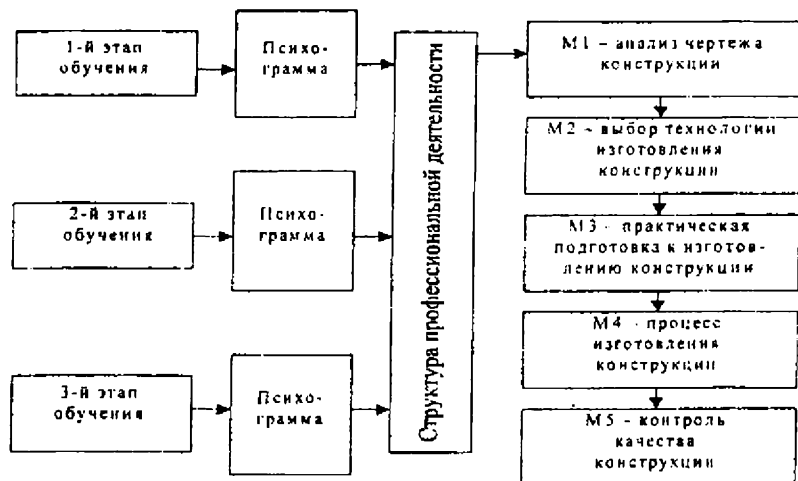 1-й этап
обучения
Психо-
грамма
2-й этап
обучения
Психо-
грамма
3-й этап
обучения
Психо-
грамма
Структура профессиональной деятельности
М1 – анализ чертежа
конструкции
М2 - выбор технологии
изготовления
конструкции
М3 - практическая
подготовка к изготов-
лению конструкции
М4 - процесс
изготовления
конструкции
М5 - контроль
качества
конструкции